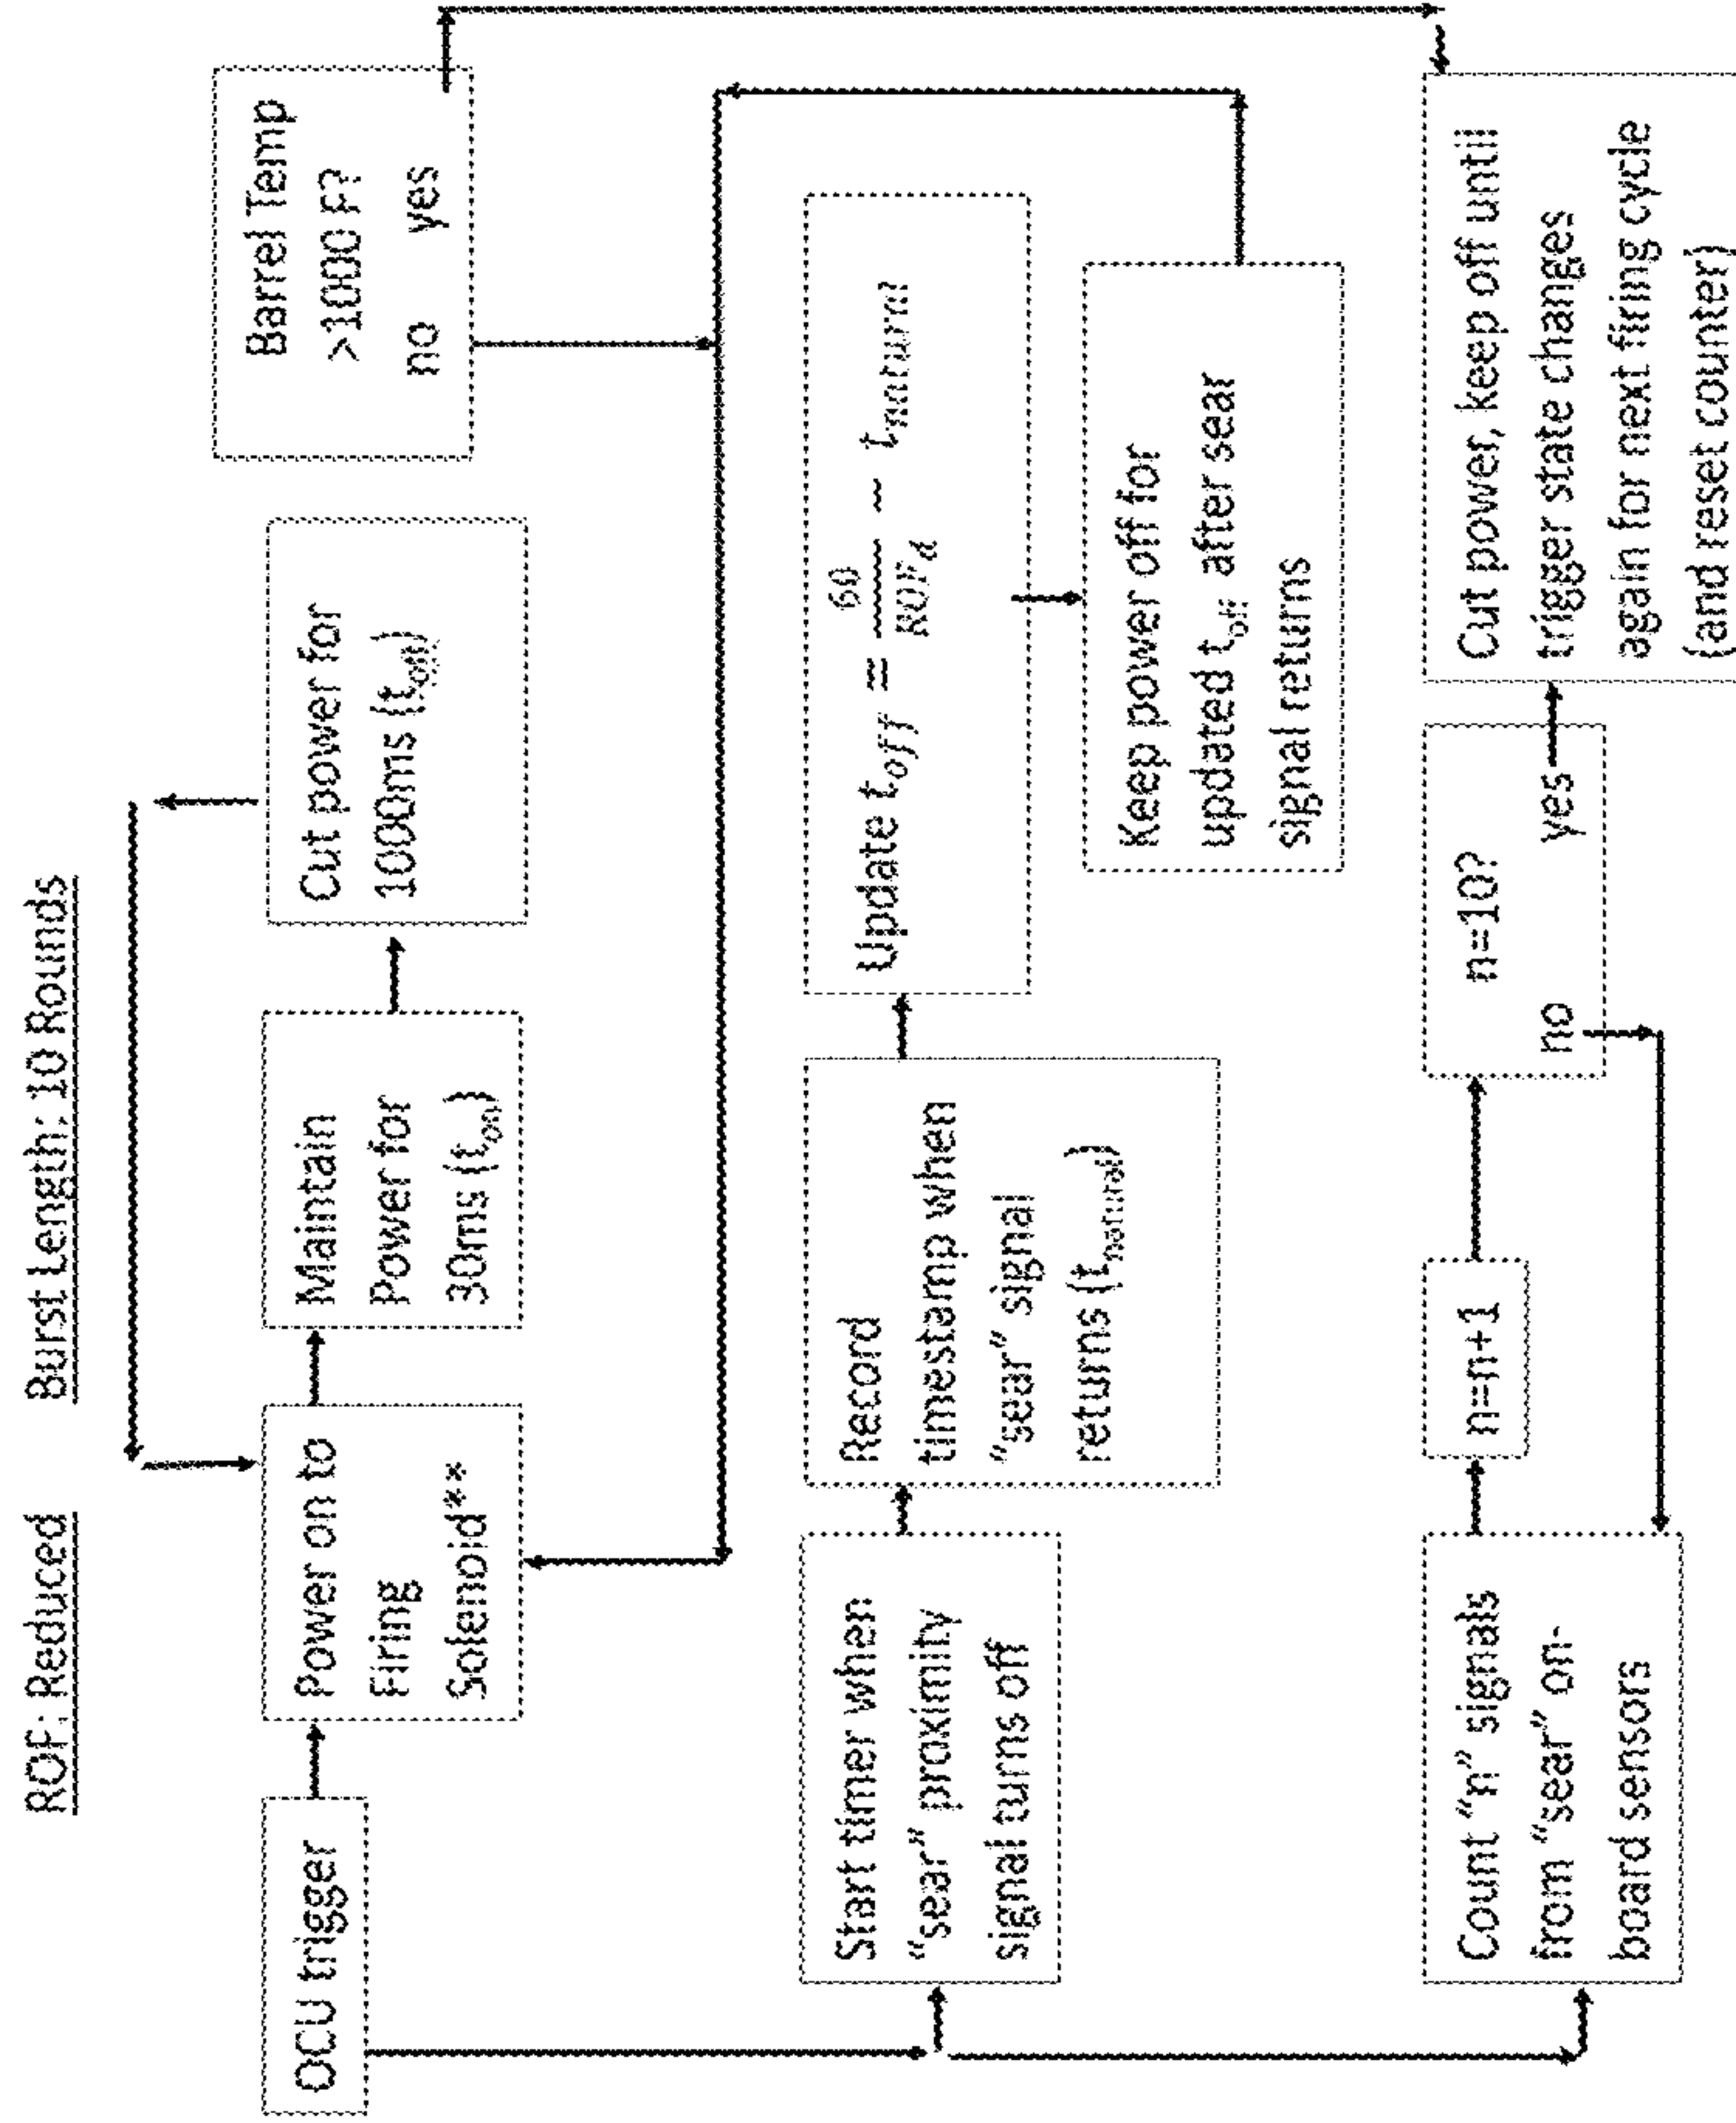 ROF: Reduced
Burst Length: 10 Rounds
OCU trigger
Power on to
Firing
Solenoid**
Maintain
Power for
30ms (t_on)
Cut power for
1000ms (t_off)
Barrel Temp
>1000 F?
no yes
Start timer when
"sear" proximity
signal turns off
Record
timestamp when
"sear" signal
returns (t_natural)
Update t_off = 60/ROF_d - t_natural
Keep power off for
updated t_off after sear
signal returns
Count "n" signals
from "sear" on-
board sensors
n=n+1
n=10?
no yes
Cut power, keep off until
trigger state changes
again for next firing cycle
(and reset counter)